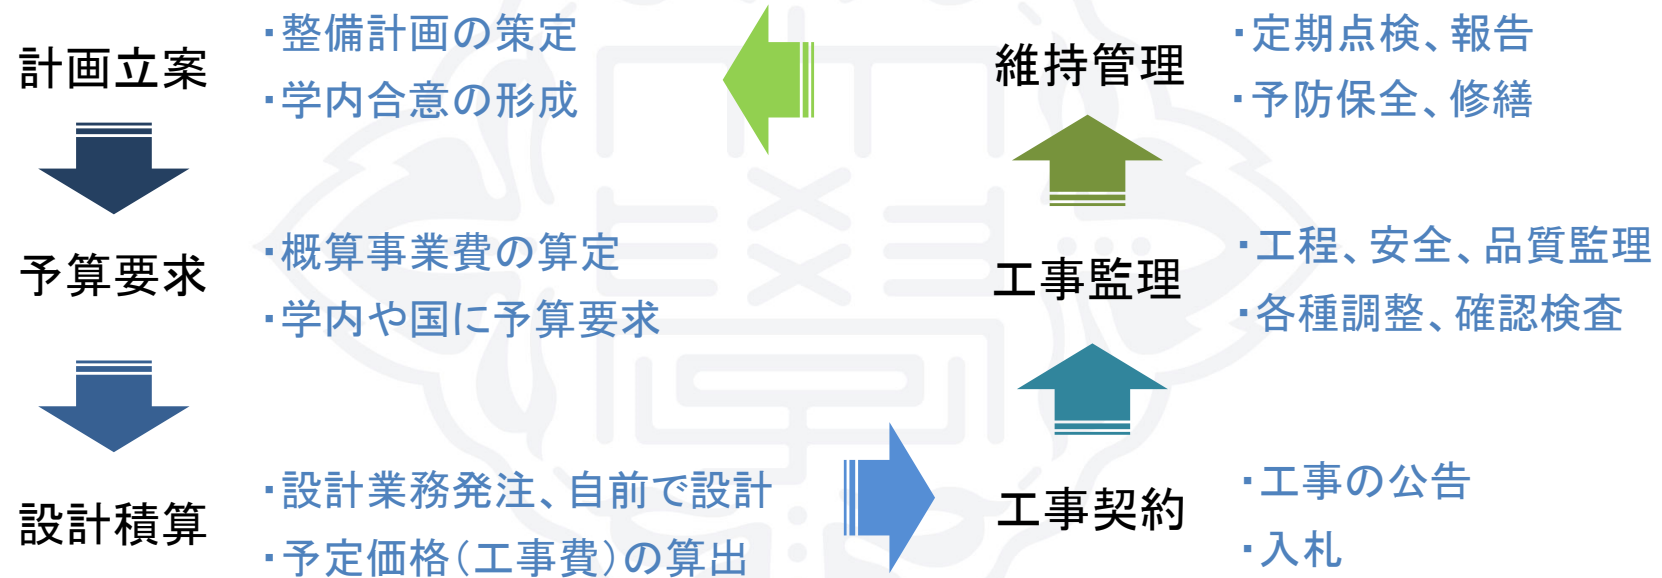 計画立案
・整備計画の策定
・学内合意の形成
予算要求
・概算事業費の算定
・学内や国に予算要求
設計積算
・設計業務発注、自前で設計
・予定価格（工事費）の算出
工事契約
・工事の公告
・入札
工事監理
・工程、安全、品質監理
・各種調整、確認検査
維持管理
・定期点検、報告
・予防保全、修繕